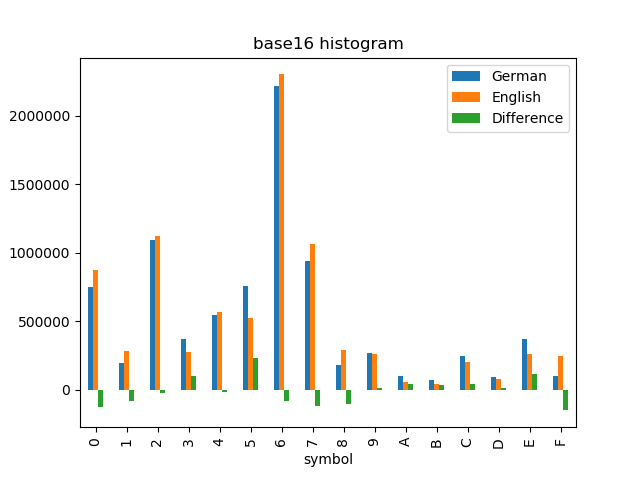 base16 histogram
German
English
Difference
2000000
1500000
1000000
500000
0
0 1 2 3 4 5 6 7 8 9 A B C D E F
symbol